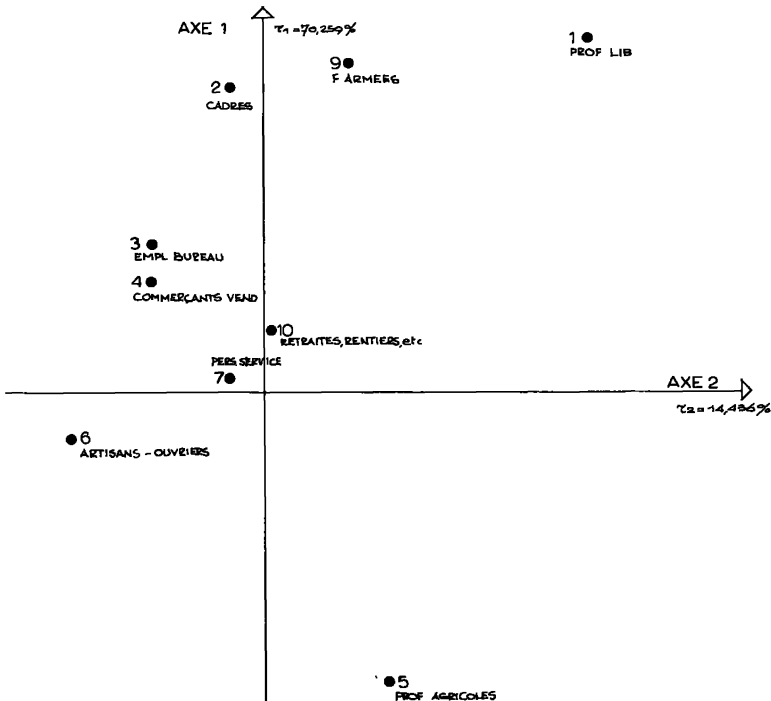 AXE 1
τ1 = 70,259%
1
PROF LIB
9
F ARMEES
2
CADRES
3
EMPL BUREAU
4
COMMERÇANTS VEND
10
RETRAITES, RENTIERS, etc
PERS SERVICE
7
AXE 2
τ2 = 14,436%
6
ARTISANS - OUVRIERS
5
PROF AGRICOLES